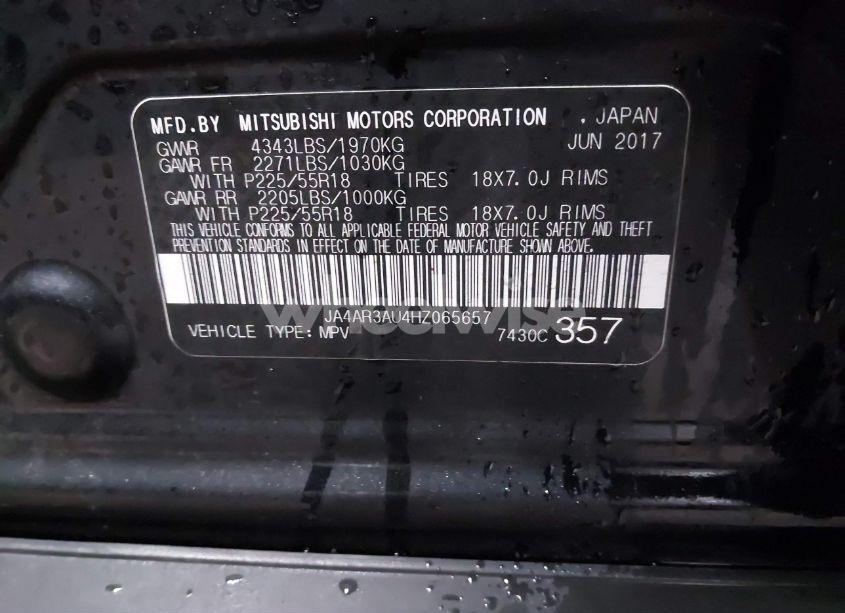 MFD.BY MITSUBISHI MOTORS CORPORATION , JAPAN
GVWR 4343LBS/1970KG JUN 2017
GAWR FR 2271LBS/1030KG
WITH P225/55R18 TIRES 18X7.0J RIMS
GAWR RR 2205LBS/1000KG
WITH P225/55R18 TIRES 18X7.0J RIMS
THIS VEHICLE CONFORMS TO ALL APPLICABLE FEDERAL MOTOR VEHICLE SAFETY AND THEFT
PREVENTION STANDARDS IN EFFECT ON THE DATE OF MANUFACTURE SHOWN ABOVE.
wheelwise
JA4AR3AU4HZ065657
VEHICLE TYPE: MPV 7430C 357